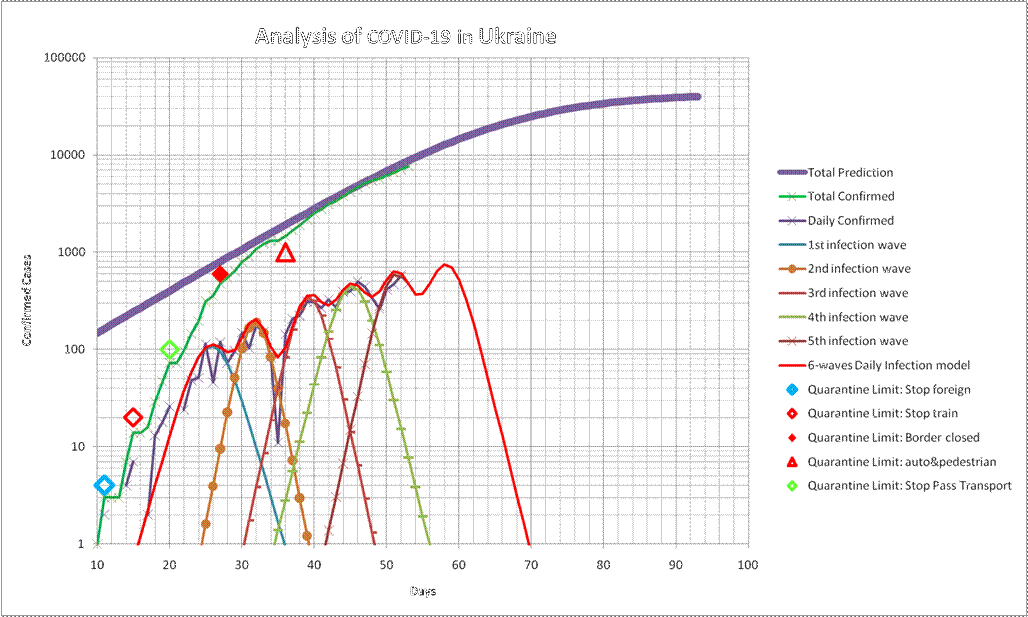 Analysis of COVID-19 in Ukraine
100000
10000
1000
100
10
1
Confirmed Cases
10 20 30 40 50 60 70 80 90 100
Days
Total Prediction
Total Confirmed
Daily Confirmed
1st infection wave
2nd infection wave
3rd infection wave
4th infection wave
5th infection wave
6-waves Daily Infection model
Quarantine Limit: Stop foreign
Quarantine Limit: Stop train
Quarantine Limit: Border closed
Quarantine Limit: auto&pedestrian
Quarantine Limit: Stop Pass Transport